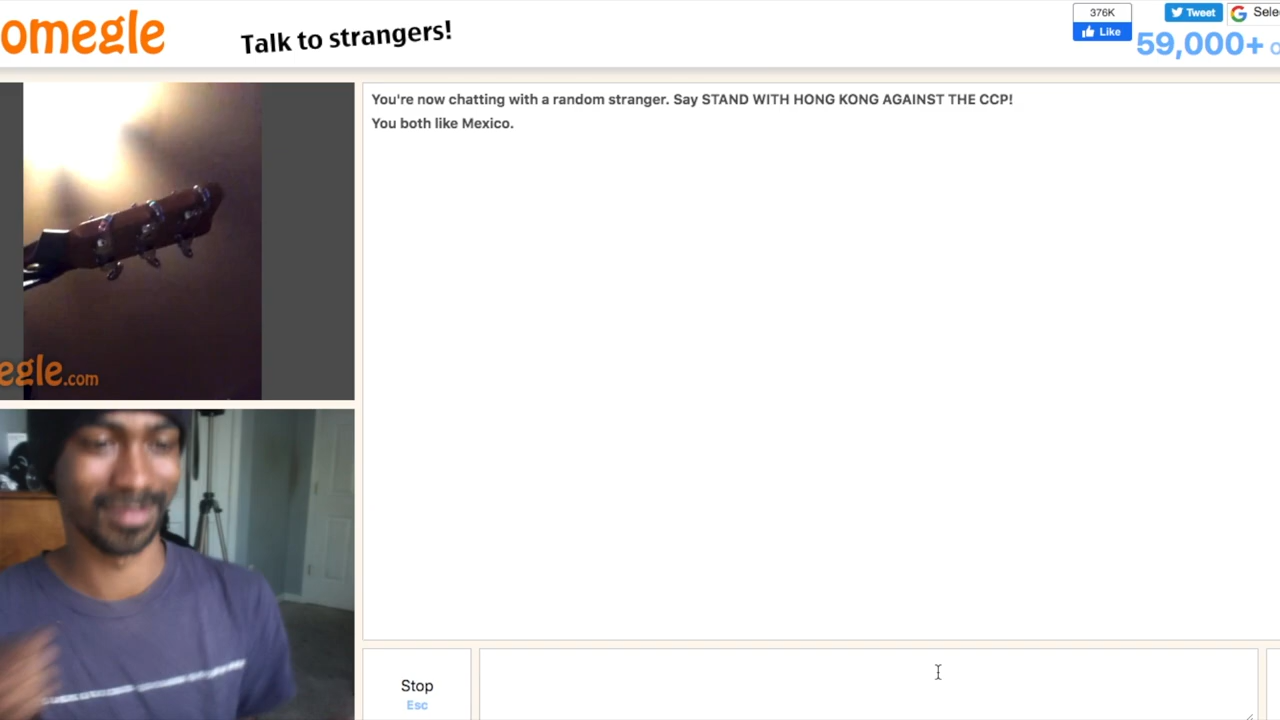 omegle
Talk to strangers!
376K
Like
Tweet
G Sele
59,000+ o
You're now chatting with a random stranger. Say STAND WITH HONG KONG AGAINST THE CCP!
You both like Mexico.
egle.com
Stop
Esc